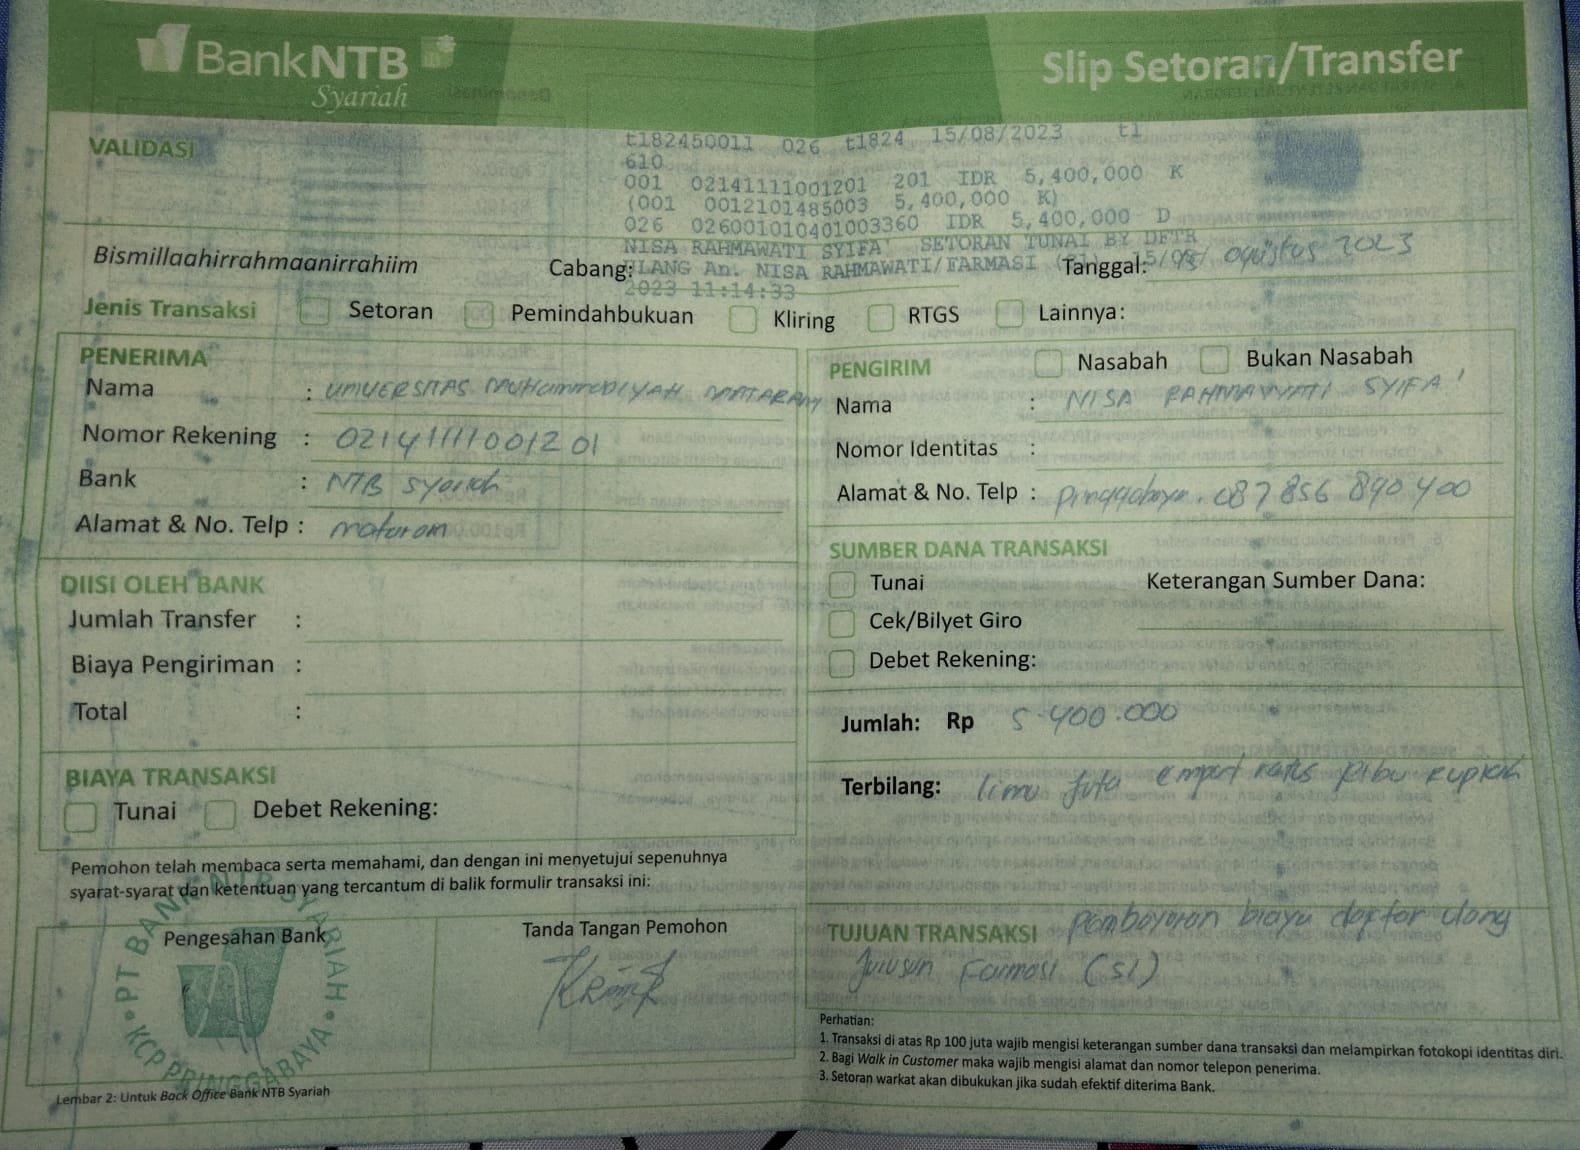 BankNTB
Syariah
Slip Setoran/Transfer
VALIDASI
t182450011 026 t1824 15/08/2023 t1
610
001 02141111001201 201 IDR 5,400,000 K
(001 0012101485003 5,400,000 K)
026 026001010401003360 IDR 5,400,000 D
NISA RAHMAWATI SYIFA' SETORAN TUNAI BY DFTR
ULANG An. NISA RAHMAWATI/FARMASI (S1)
2023 11:14:33
Bismillaahirrahmaanirrahiim
Cabang:
Tanggal: 15/08/ agustus 2023
Jenis Transaksi Setoran Pemindahbukuan Kliring RTGS Lainnya:
PENERIMA
Nama : UNIVERSITAS MUHAMMADIYAH MATARAM
Nomor Rekening : 02141111001201
Bank : NTB Syariah
Alamat & No. Telp : mataram
PENGIRIM Nasabah Bukan Nasabah
Nama : NISA RAHMAWATI SYIFA'
Nomor Identitas :
Alamat & No. Telp : Pringgabaya. 087 856 890 400
DIISI OLEH BANK
Jumlah Transfer :
Biaya Pengiriman :
Total :
SUMBER DANA TRANSAKSI
Tunai Keterangan Sumber Dana:
Cek/Bilyet Giro
Debet Rekening:
Jumlah: Rp 5.400.000
BIAYA TRANSAKSI
Tunai Debet Rekening:
Terbilang: lima juta empat ratus ribu rupiah
Pemohon telah membaca serta memahami, dan dengan ini menyetujui sepenuhnya
syarat-syarat dan ketentuan yang tercantum di balik formulir transaksi ini:
Pengesahan Bank
PT BANK NTB SYARIAH
KCP PRINGGABAYA
Tanda Tangan Pemohon
TUJUAN TRANSAKSI pembayaran biaya daftar ulang
Jurusan Farmasi (S1)
Perhatian:
1. Transaksi di atas Rp 100 juta wajib mengisi keterangan sumber dana transaksi dan melampirkan fotokopi identitas diri.
2. Bagi Walk in Customer maka wajib mengisi alamat dan nomor telepon penerima.
3. Setoran warkat akan dibukukan jika sudah efektif diterima Bank.
Lembar 2: Untuk Back Office Bank NTB Syariah